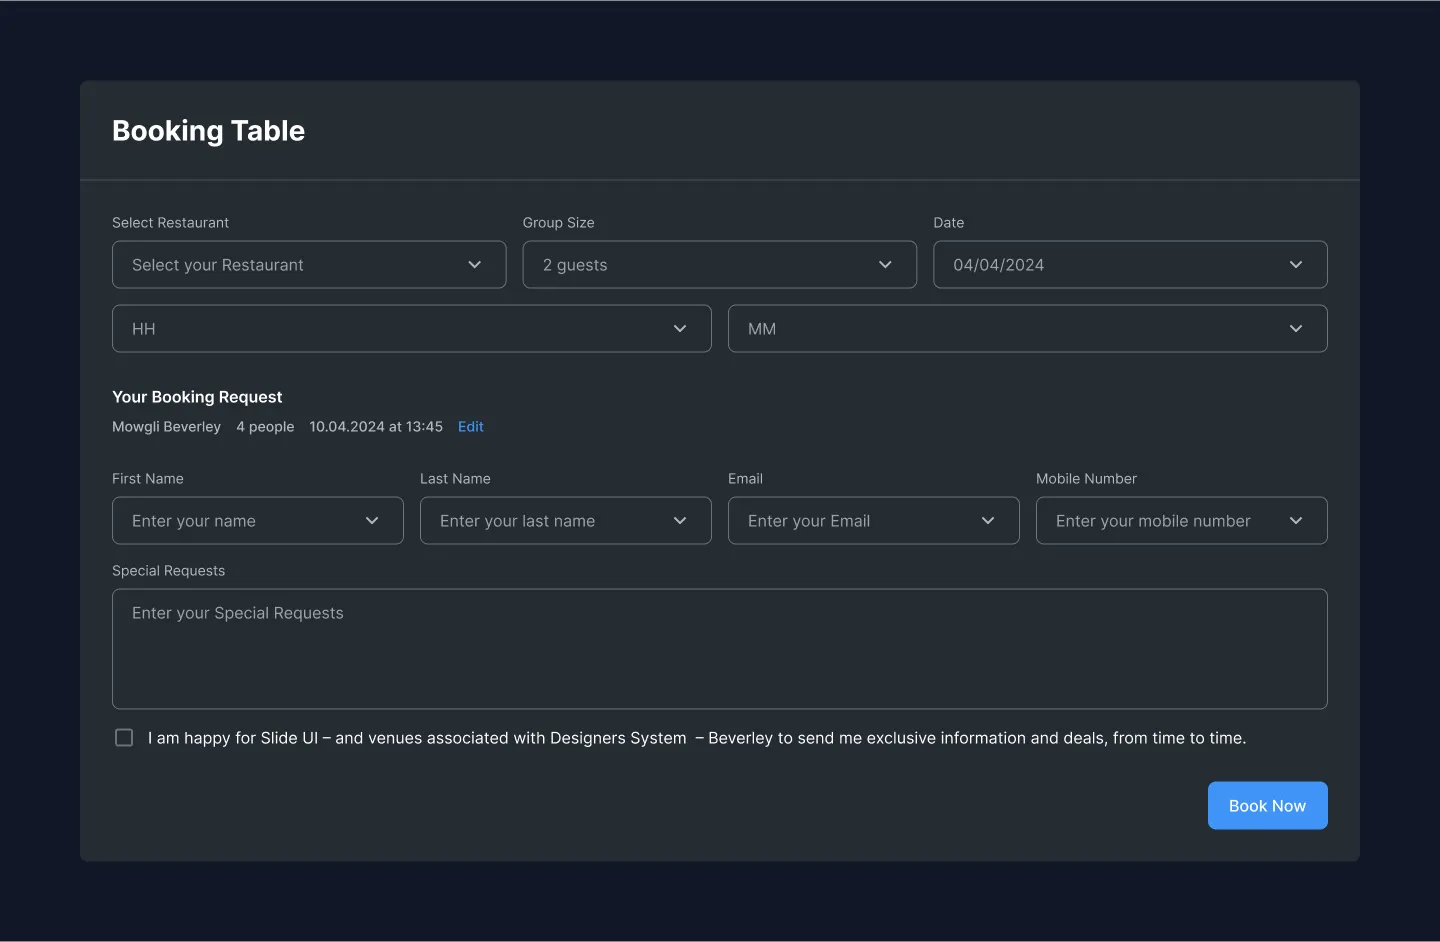 Booking Table
Select Restaurant
Group Size
Date
Select your Restaurant
2 guests
04/04/2024
HH
MM
Your Booking Request
Mowgli Beverley 4 people 10.04.2024 at 13:45 Edit
First Name
Last Name
Email
Mobile Number
Enter your name
Enter your last name
Enter your Email
Enter your mobile number
Special Requests
Enter your Special Requests
I am happy for Slide UI – and venues associated with Designers System – Beverley to send me exclusive information and deals, from time to time.
Book Now